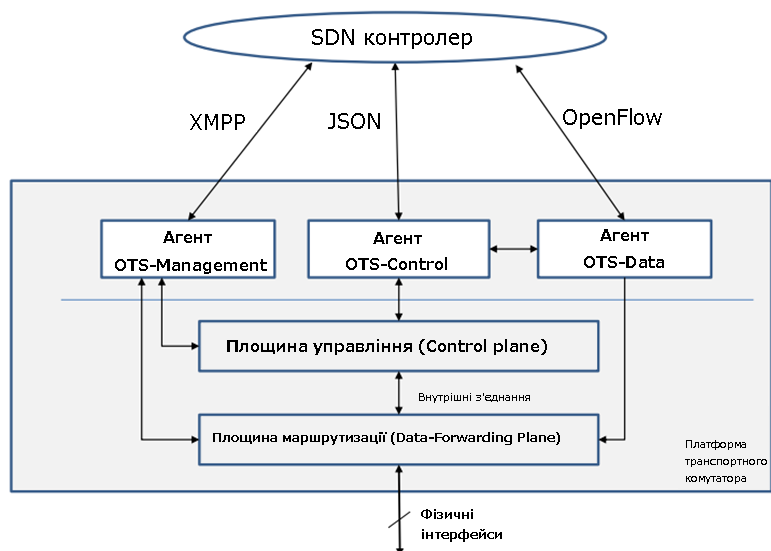 SDN контролер
XMPP
JSON
OpenFlow
Агент
OTS-Management
Агент
OTS-Control
Агент
OTS-Data
Площина управління (Control plane)
Внутрішні з'єднання
Площина маршрутизації (Data-Forwarding Plane)
Платформа
транспортного
комутатора
Фізичні
інтерфейси